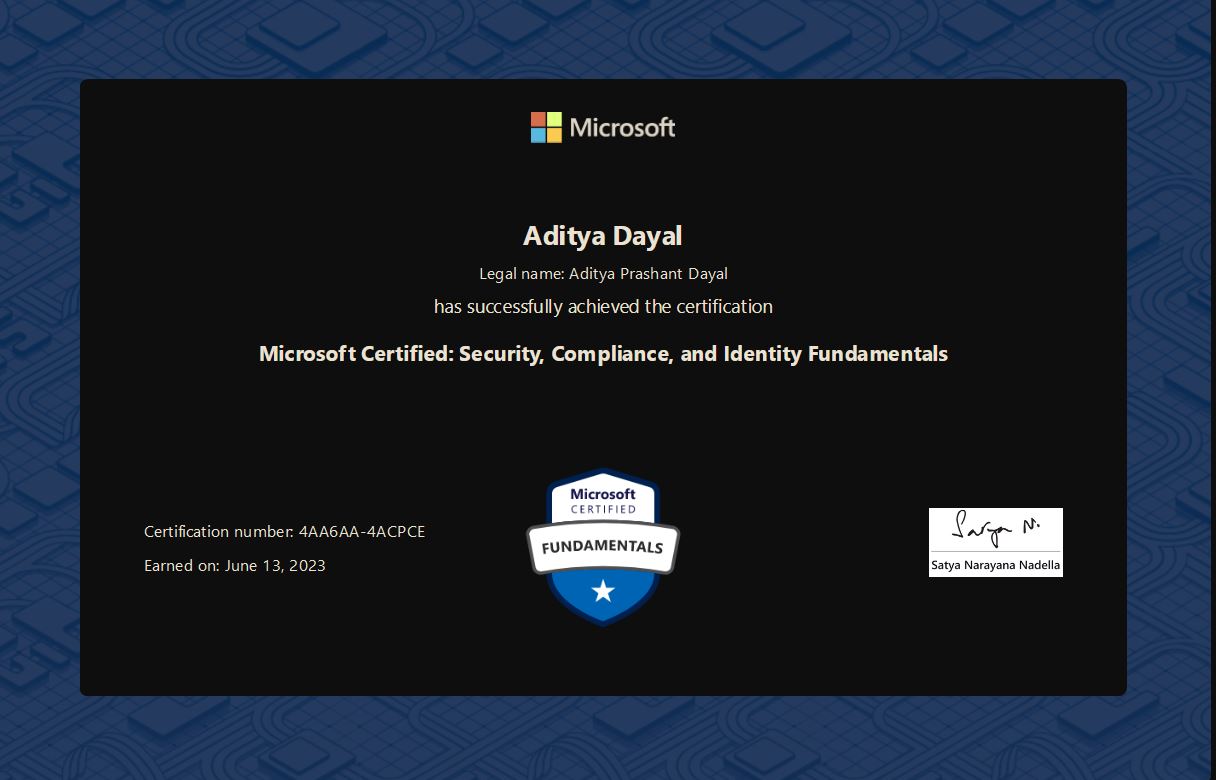 Microsoft
Aditya Dayal
Legal name: Aditya Prashant Dayal
has successfully achieved the certification
Microsoft Certified: Security, Compliance, and Identity Fundamentals
Certification number: 4AA6AA-4ACPCE
Earned on: June 13, 2023
Microsoft
CERTIFIED
FUNDAMENTALS
Satya N.
Satya Narayana Nadella